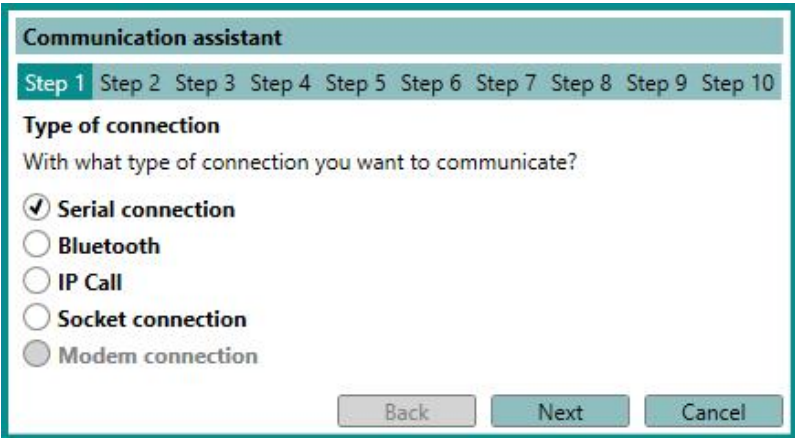 Communication assistant
Step 1 Step 2 Step 3 Step 4 Step 5 Step 6 Step 7 Step 8 Step 9 Step 10
Type of connection
With what type of connection you want to communicate?
Serial connection
Bluetooth
IP Call
Socket connection
Modem connection
Back Next Cancel